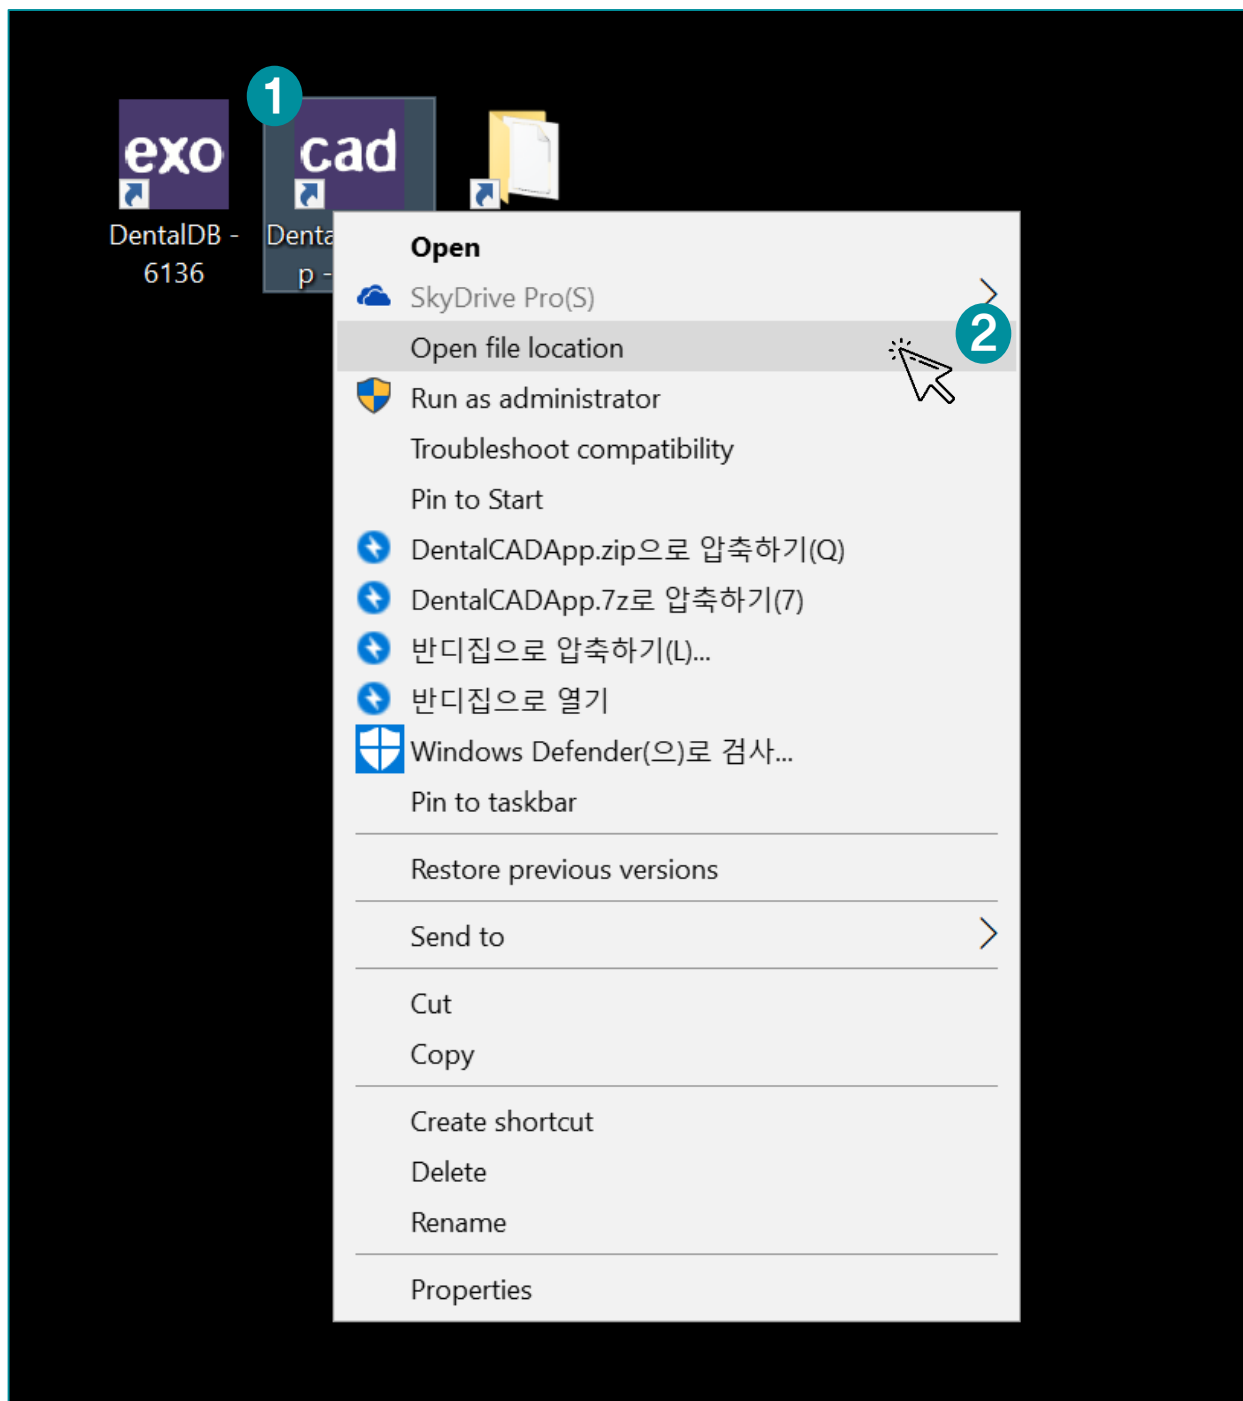 1
exo
cad
DentalDB -
6136
Denta
p -
Open
SkyDrive Pro(S)
2
Open file location
Run as administrator
Troubleshoot compatibility
Pin to Start
DentalCADApp.zip으로 압축하기(Q)
DentalCADApp.7z로 압축하기(7)
반디집으로 압축하기(L)...
반디집으로 열기
Windows Defender(으)로 검사...
Pin to taskbar
Restore previous versions
Send to
Cut
Copy
Create shortcut
Delete
Rename
Properties